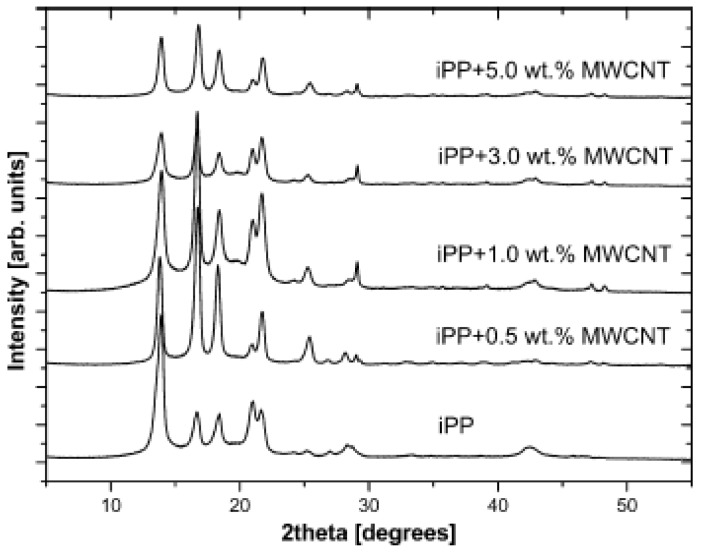 iPP+5.0 wt.% MWCNT
iPP+3.0 wt.% MWCNT
iPP+1.0 wt.% MWCNT
iPP+0.5 wt.% MWCNT
iPP
Intensity [arb. units]
10 20 30 40 50
2theta [degrees]